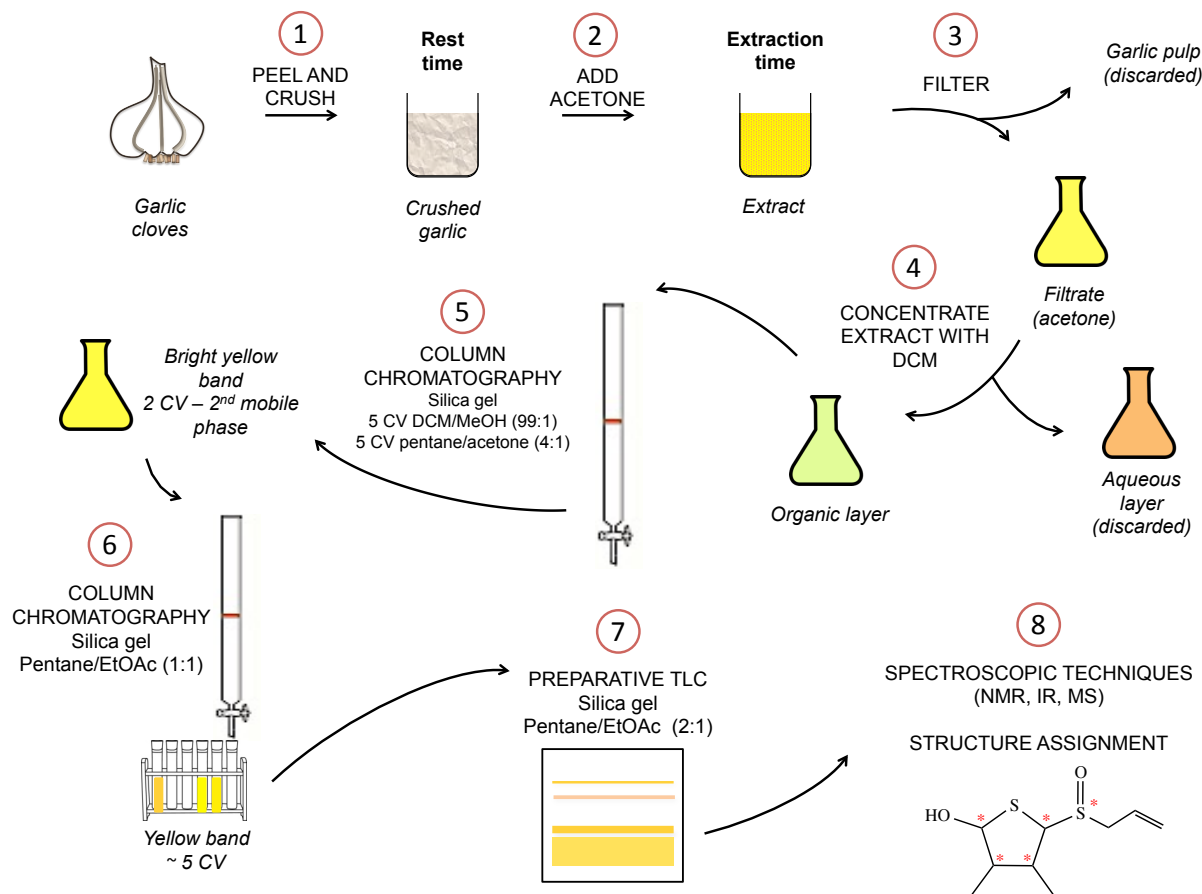 1
PEEL AND
CRUSH
Rest
time
2
ADD
ACETONE
Extraction
time
3
FILTER
Garlic pulp
(discarded)
Garlic
cloves
Crushed
garlic
Extract
Filtrate
(acetone)
4
CONCENTRATE
EXTRACT WITH
DCM
Organic layer
Aqueous
layer
(discarded)
5
COLUMN
CHROMATOGRAPHY
Silica gel
5 CV DCM/MeOH (99:1)
5 CV pentane/acetone (4:1)
Bright yellow
band
2 CV – 2nd mobile
phase
6
COLUMN
CHROMATOGRAPHY
Silica gel
Pentane/EtOAc (1:1)
Yellow band
~ 5 CV
7
PREPARATIVE TLC
Silica gel
Pentane/EtOAc (2:1)
8
SPECTROSCOPIC TECHNIQUES
(NMR, IR, MS)
STRUCTURE ASSIGNMENT
O
S
S *
HO
* *
* *